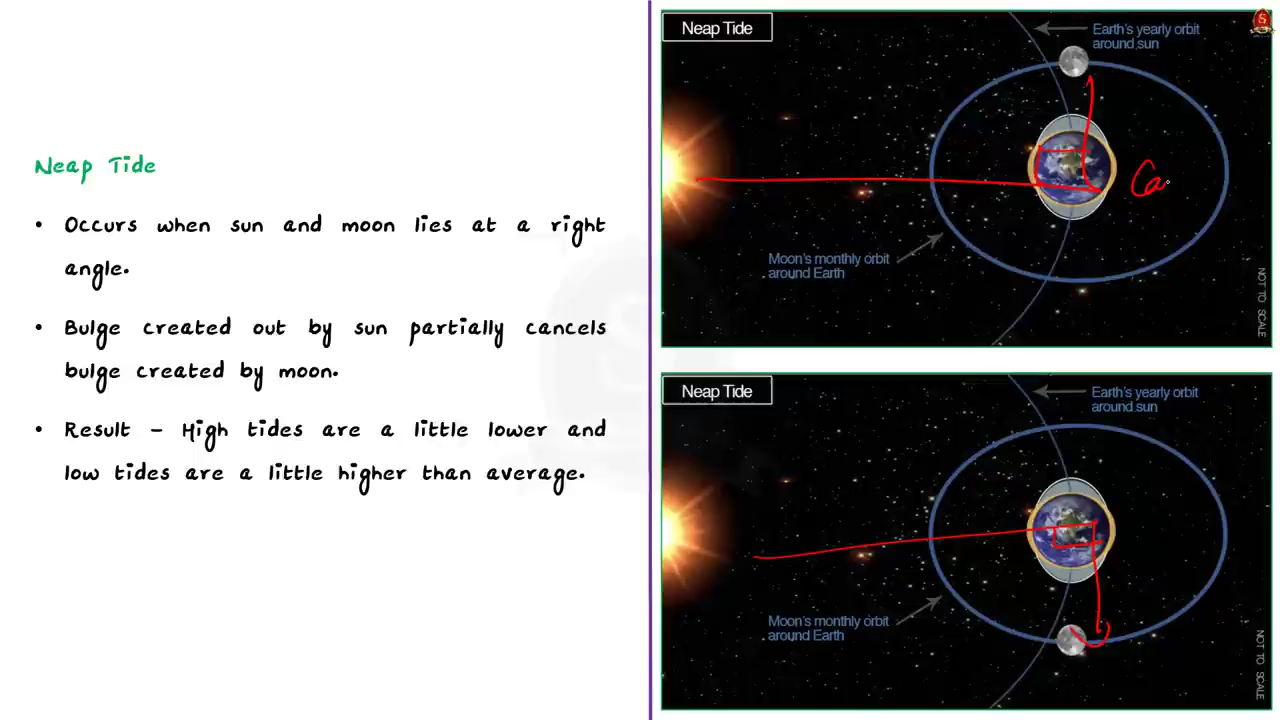 Neap Tide
• Occurs when sun and moon lies at a right
angle.
• Bulge created out by sun partially cancels
bulge created by moon.
• Result - High tides are a little lower and
low tides are a little higher than average.
Neap Tide
Earth's yearly orbit
around sun
Ca
Moon's monthly orbit
around Earth
NOT TO SCALE
Neap Tide
Earth's yearly orbit
around sun
Moon's monthly orbit
around Earth
NOT TO SCALE